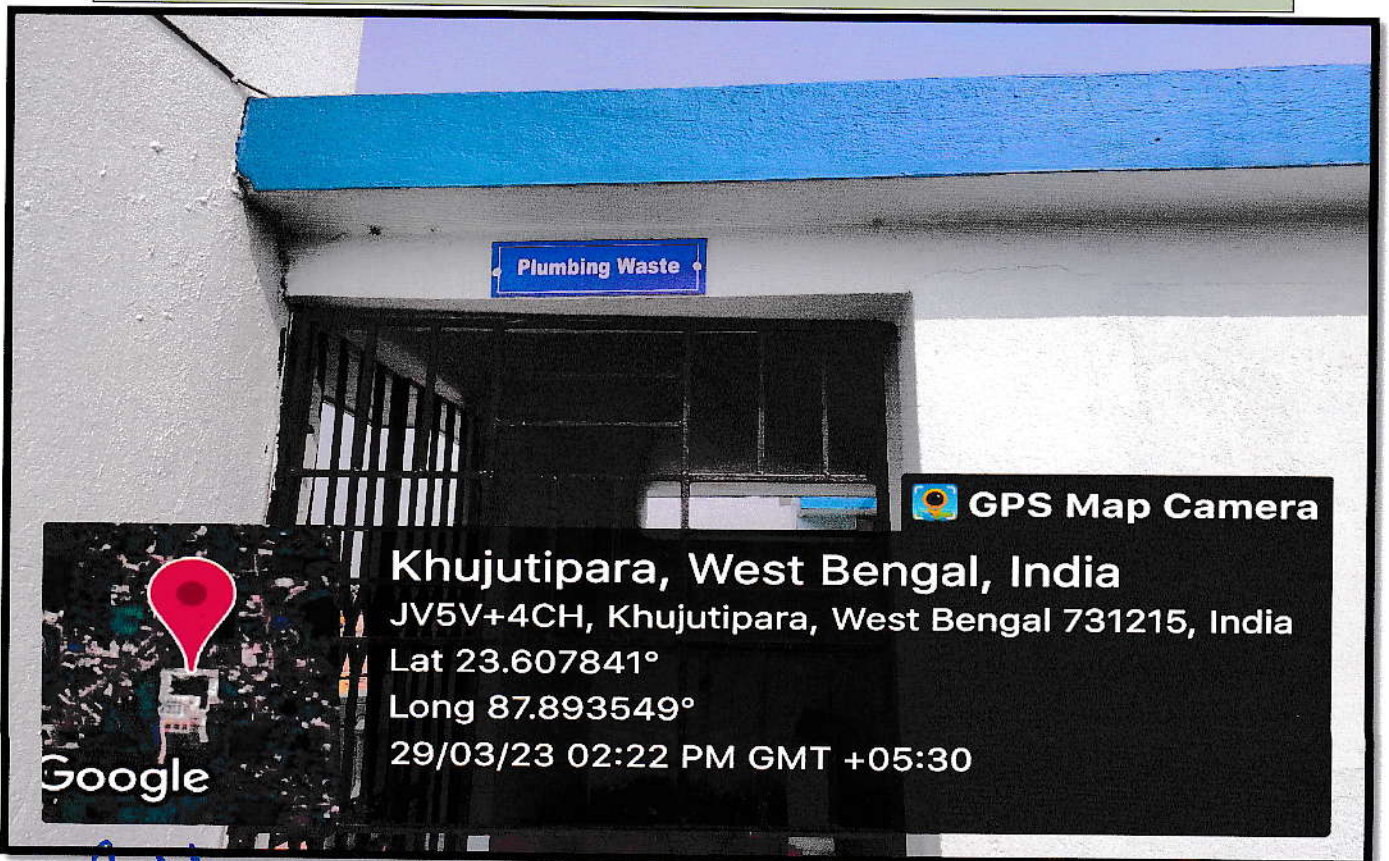 Plumbing Waste
GPS Map Camera
Khujutipara, West Bengal, India
JV5V+4CH, Khujutipara, West Bengal 731215, India
Lat 23.607841°
Long 87.893549°
29/03/23 02:22 PM GMT +05:30
Google